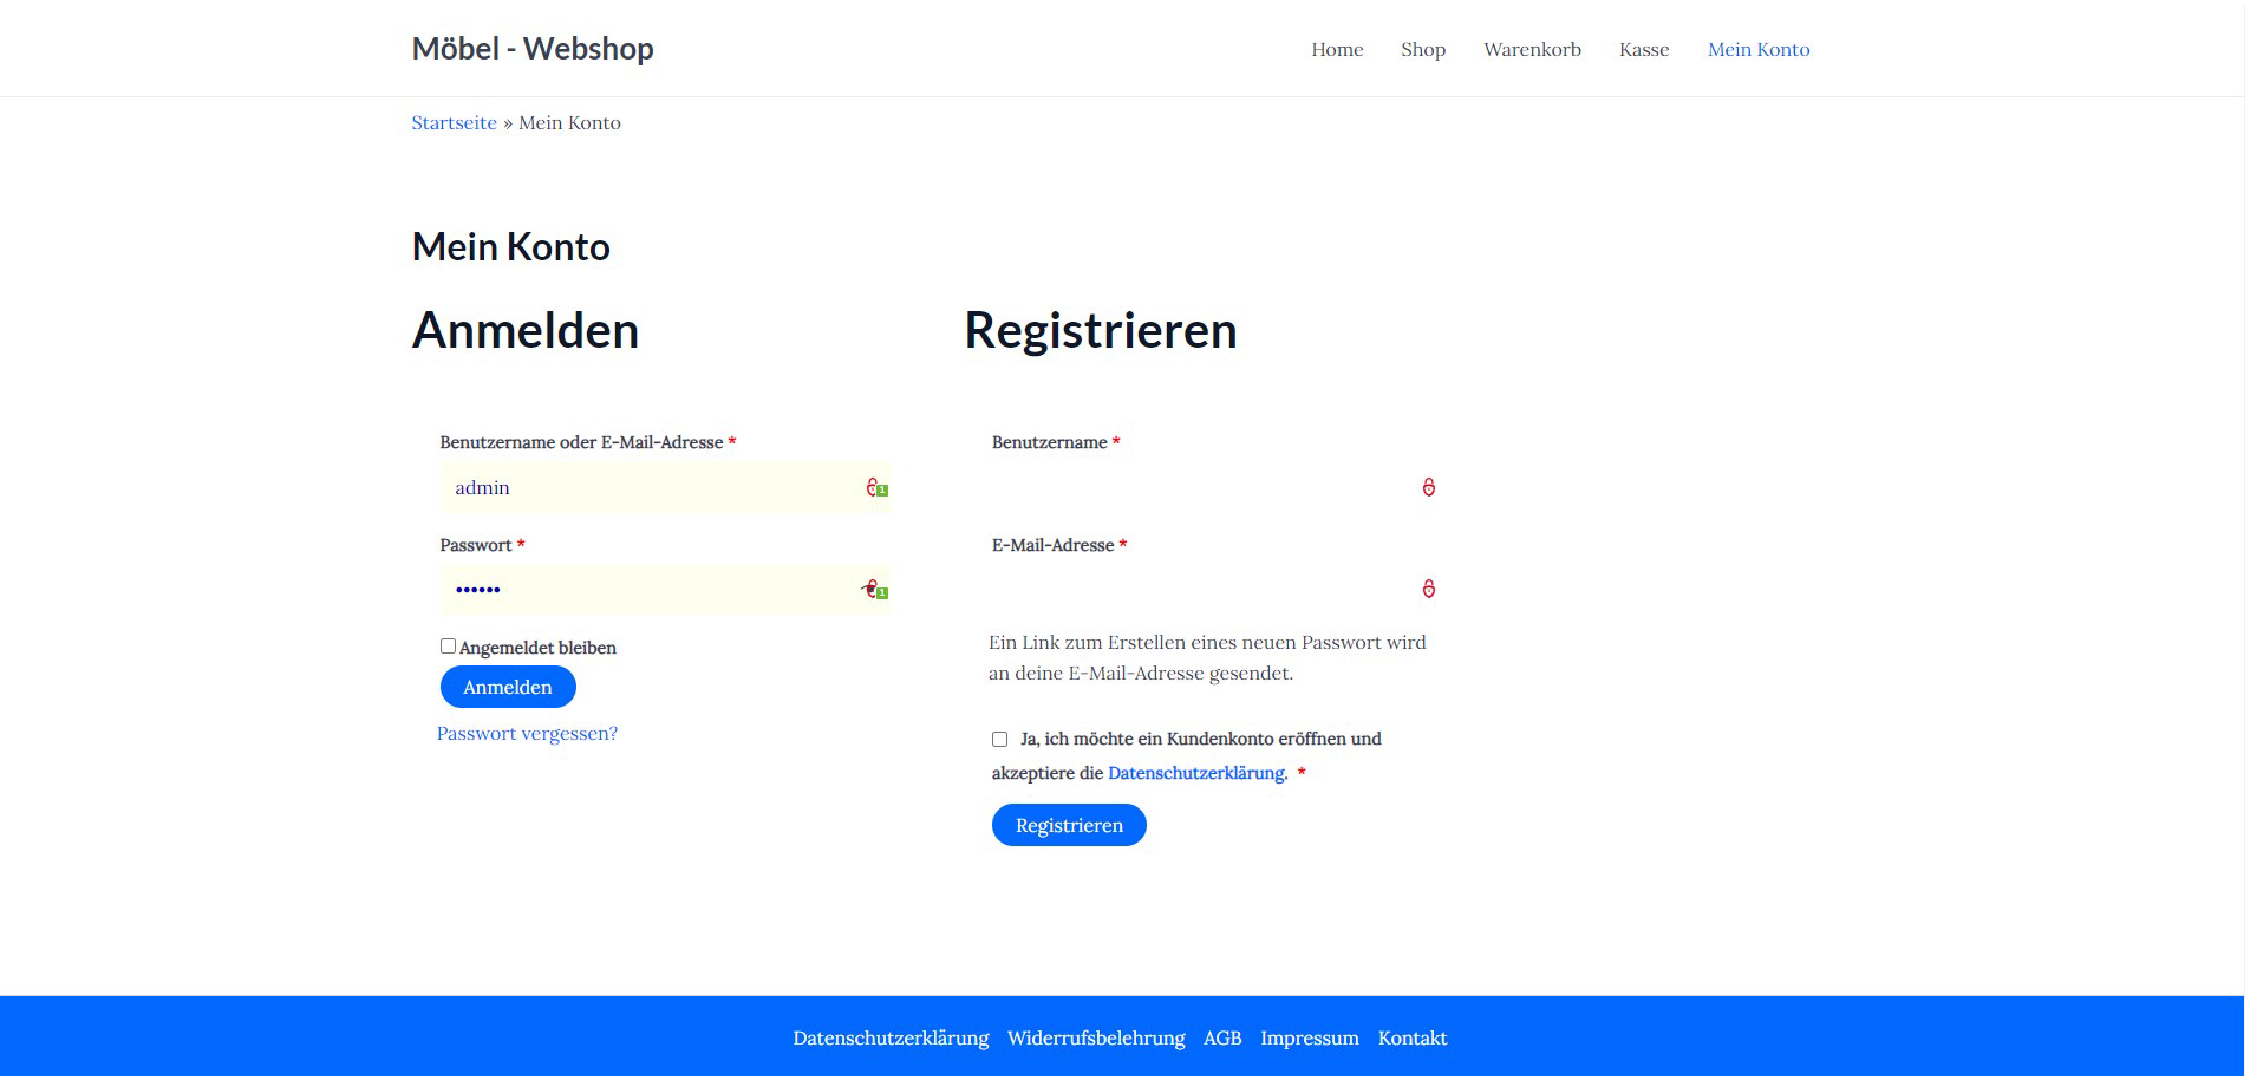 Möbel - Webshop
Home Shop Warenkorb Kasse Mein Konto
Startseite » Mein Konto
Mein Konto
Anmelden
Benutzername oder E-Mail-Adresse *
admin
1
Passwort *
••••••
1
Angemeldet bleiben
Anmelden
Passwort vergessen?
Registrieren
Benutzername *
E-Mail-Adresse *
Ein Link zum Erstellen eines neuen Passwort wird
an deine E-Mail-Adresse gesendet.
Ja, ich möchte ein Kundenkonto eröffnen und
akzeptiere die Datenschutzerklärung. *
Registrieren
Datenschutzerklärung Widerrufsbelehrung AGB Impressum Kontakt